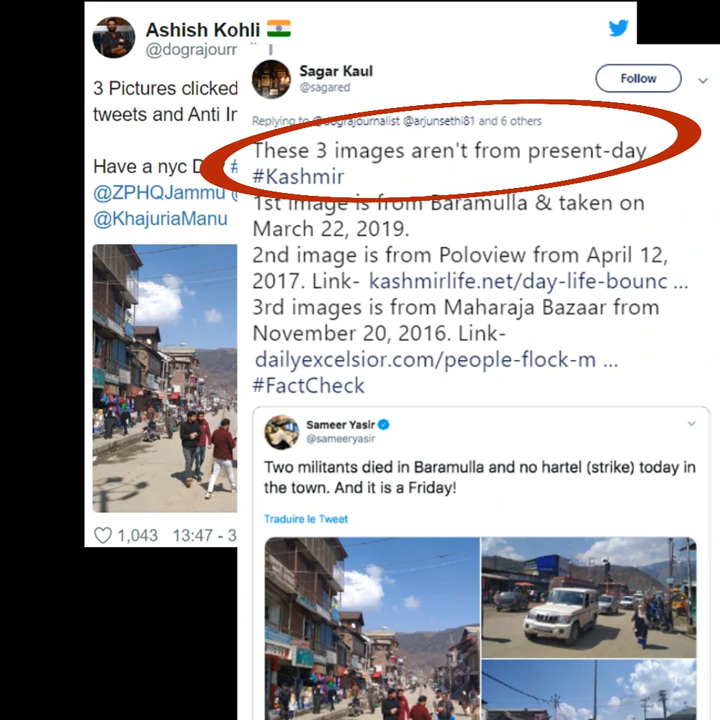 Ashish Kohli
@dograjourr
3 Pictures clicked
tweets and Anti Ir
Have a nyc D #
@ZPHQJammu
@KhajuriaManu
1,043 13:47 - 3
Sagar Kaul
@sagared
Follow
Replying to @dograjournalist @arjunsethi81 and 6 others
These 3 images aren't from present-day
#Kashmir
1st image is from Baramulla & taken on
March 22, 2019.
2nd image is from Poloview from April 12,
2017. Link- kashmirlife.net/day-life-bounc ...
3rd images is from Maharaja Bazaar from
November 20, 2016. Link-
dailyexcelsior.com/people-flock-m ...
#FactCheck
Sameer Yasir
@sameeryasir
Two militants died in Baramulla and no hartel (strike) today in
the town. And it is a Friday!
Traduire le Tweet